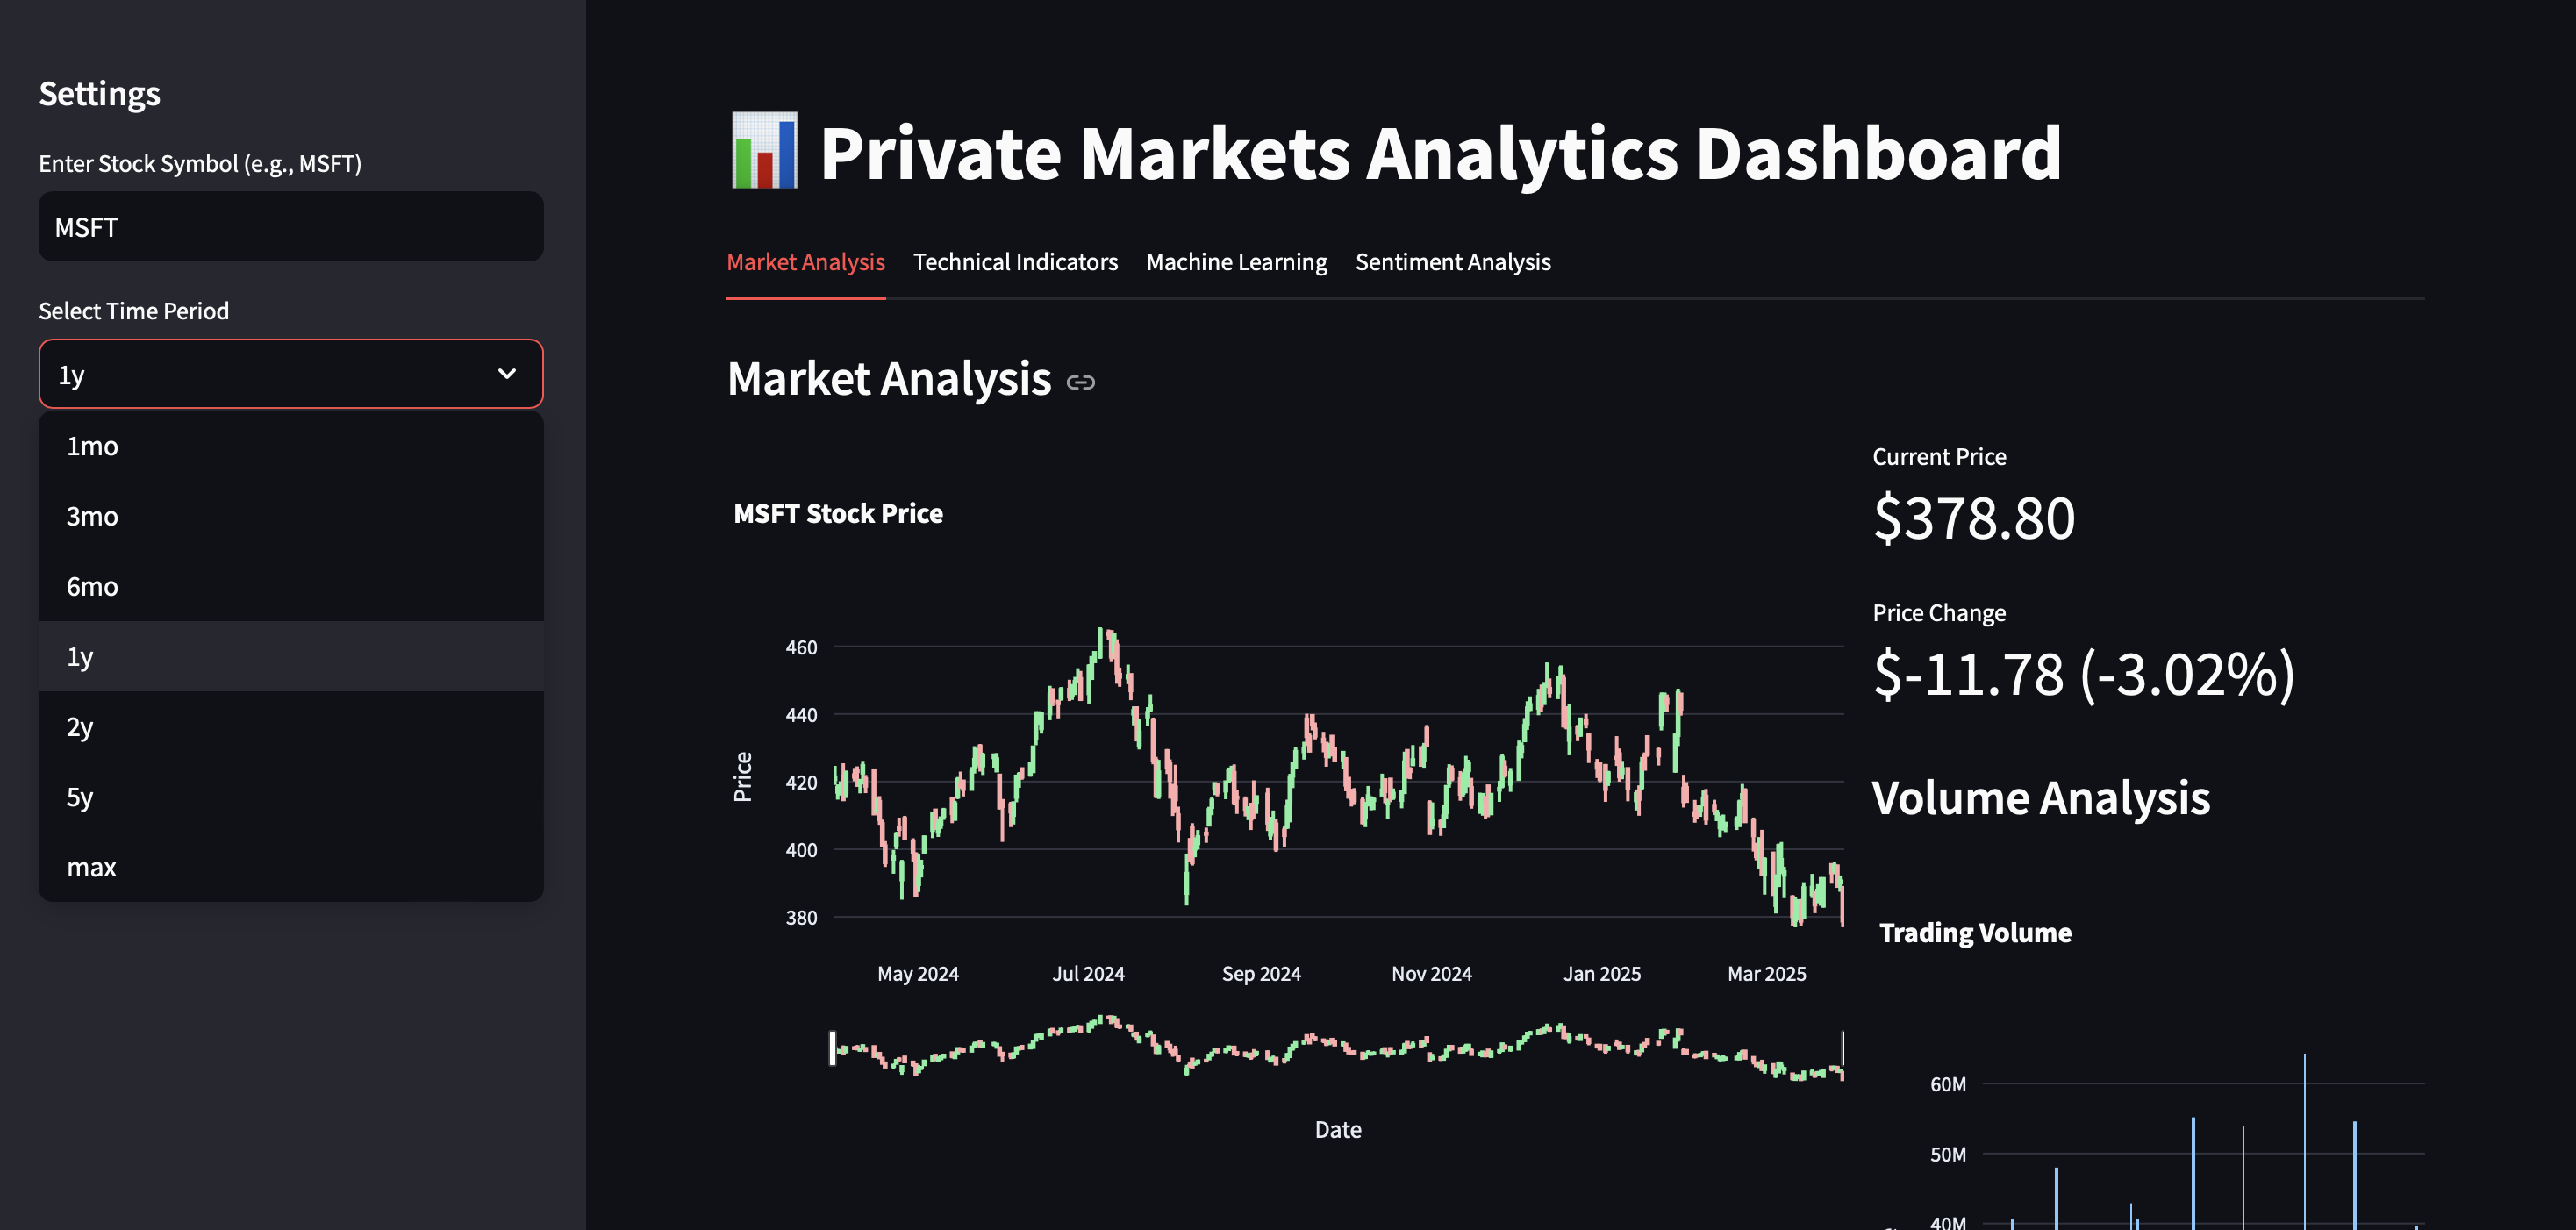 Settings
Enter Stock Symbol (e.g., MSFT)
MSFT
Select Time Period
1y
1mo
3mo
6mo
1y
2y
5y
max
Private Markets Analytics Dashboard
Market Analysis
Technical Indicators
Machine Learning
Sentiment Analysis
Market Analysis
MSFT Stock Price
460
440
420
400
380
Price
May 2024
Jul 2024
Sep 2024
Nov 2024
Jan 2025
Mar 2025
Date
Current Price
$378.80
Price Change
$-11.78 (-3.02%)
Volume Analysis
Trading Volume
60M
50M
40M